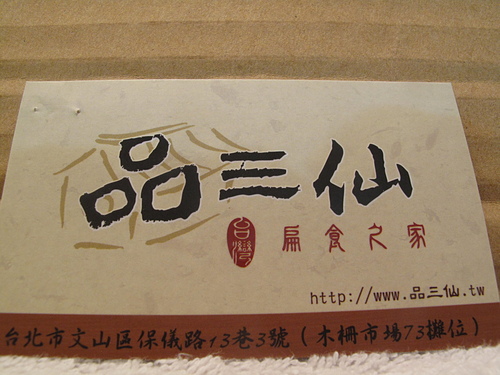 品三仙
台灣 扁食之家
http://www.品三仙.tw
台北市文山區保儀路13巷3號(木柵市場73攤位)